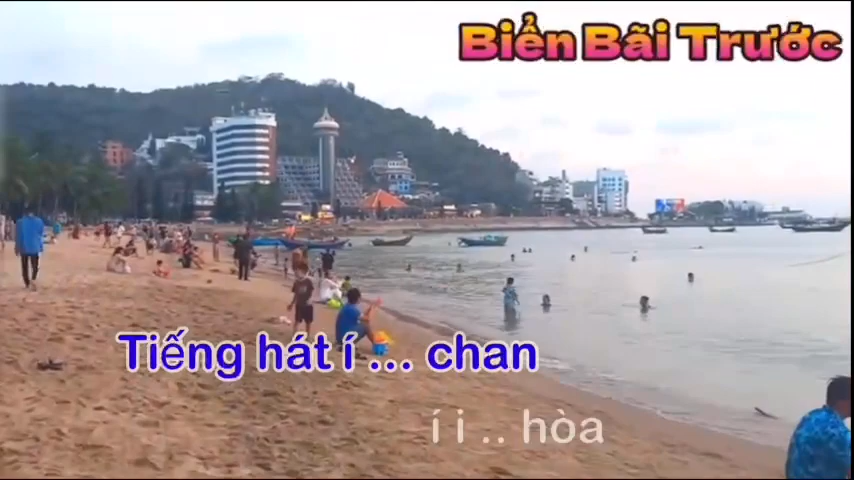 Biển Bãi Trước
Tiếng hát í ... chan
í i .. hòa